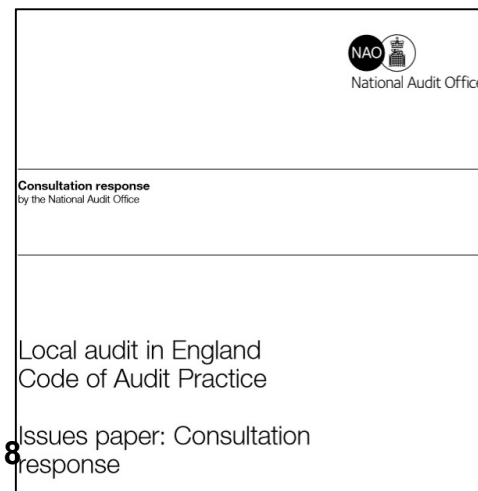 NAO
National Audit Office
Consultation response
by the National Audit Office
Local audit in England
Code of Audit Practice
Issues paper: Consultation
response
8